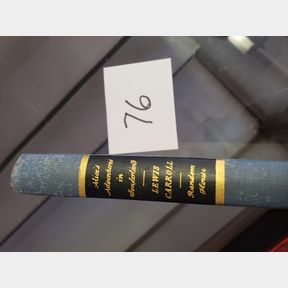 76
Alice's
Adventures
in
Wonderland
LEWIS
CARROLL
Random
House